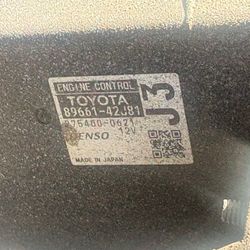 ENGINE CONTROL
TOYOTA
89661-42J81
275400-0621
DENSO 12V
MADE IN JAPAN
J3